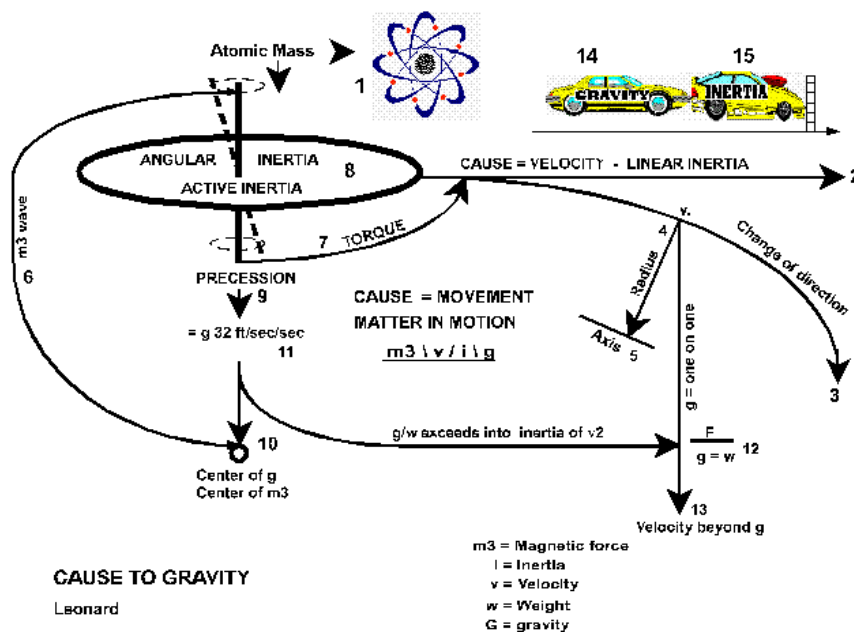 Atomic Mass
1
14
15
GRAVITY
INERTIA
ANGULAR INERTIA
8
ACTIVE INERTIA
CAUSE = VELOCITY - LINEAR INERTIA
2
m3 wave
6
7
TORQUE
v.
4
Radius
Axis
5
Change of direction
3
PRECESSION
9
= g 32 ft/sec/sec
11
CAUSE = MOVEMENT
MATTER IN MOTION
m3 \ v / i \ g
g = one on one
g/w exceeds into inertia of v2
F
g = w
12
10
Center of g
Center of m3
13
Velocity beyond g
m3 = Magnetic force
I = Inertia
v = Velocity
w = Weight
G = gravity
CAUSE TO GRAVITY
Leonard